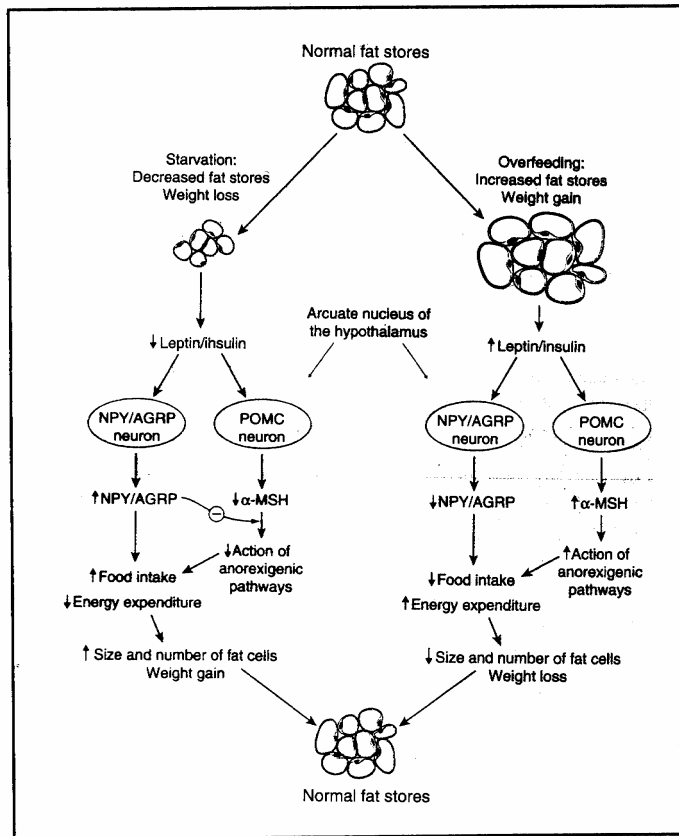 Normal fat stores
Starvation:
Decreased fat stores
Weight loss
Overfeeding:
Increased fat stores
Weight gain
Arcuate nucleus of
the hypothalamus
↓Leptin/insulin
↑Leptin/insulin
NPY/AGRP
neuron
POMC
neuron
NPY/AGRP
neuron
POMC
neuron
↑NPY/AGRP
−
↓α-MSH
↓NPY/AGRP
↑α-MSH
↓Action of
anorexigenic
pathways
↑Food intake
↓Energy expenditure
↑Action of
anorexigenic
pathways
↓Food intake
↑Energy expenditure
↑Size and number of fat cells
Weight gain
↓Size and number of fat cells
Weight loss
Normal fat stores